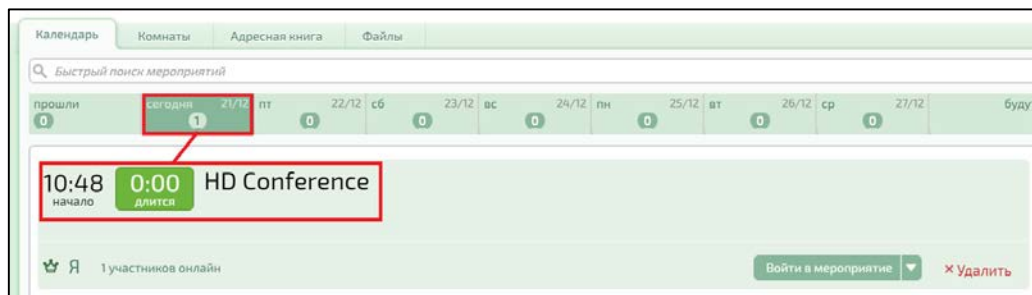 Календарь Комнаты Адресная книга Файлы
Быстрый поиск мероприятий
прошли сегодня 21/12 пт 22/12 сб 23/12 вс 24/12 пн 25/12 вт 26/12 ср 27/12 буду
0 1 0 0 0 0 0 0
10:48 0:00 HD Conference
начало длится
Я 1 участников онлайн Войти в мероприятие × Удалить